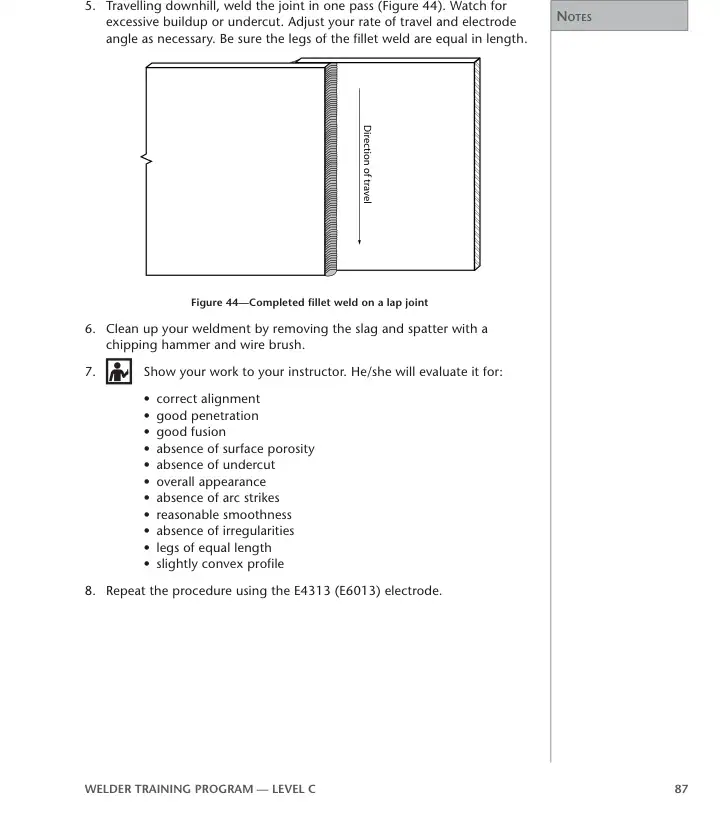 5. Travelling downhill, weld the joint in one pass (Figure 44). Watch for
excessive buildup or undercut. Adjust your rate of travel and electrode
angle as necessary. Be sure the legs of the fillet weld are equal in length.
NOTES
Direction of travel
Figure 44—Completed fillet weld on a lap joint
6. Clean up your weldment by removing the slag and spatter with a
chipping hammer and wire brush.
7. Show your work to your instructor. He/she will evaluate it for:
• correct alignment
• good penetration
• good fusion
• absence of surface porosity
• absence of undercut
• overall appearance
• absence of arc strikes
• reasonable smoothness
• absence of irregularities
• legs of equal length
• slightly convex profile
8. Repeat the procedure using the E4313 (E6013) electrode.
WELDER TRAINING PROGRAM — LEVEL C 87